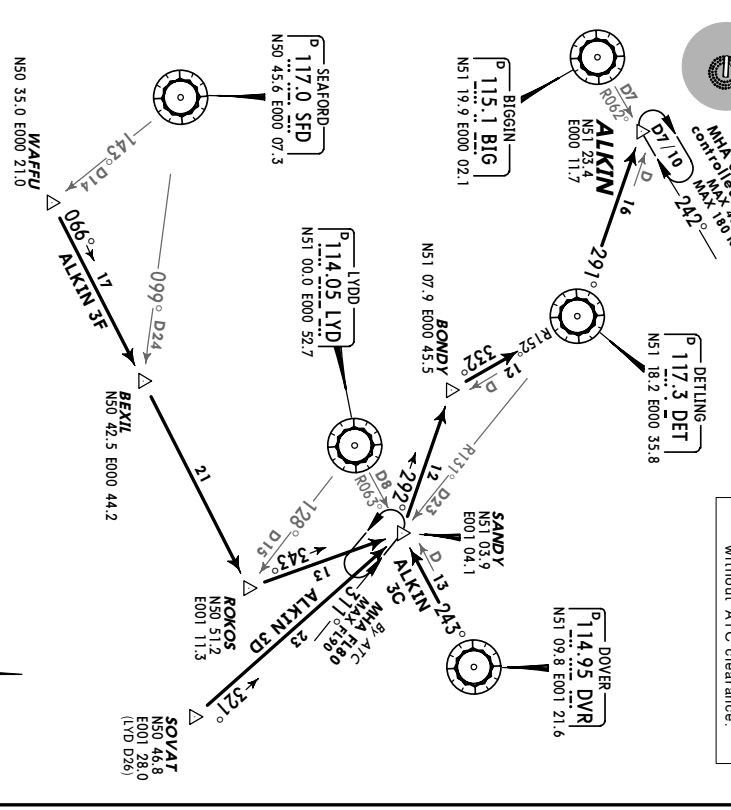 MHA
controlled
MAX
MAX 180
242°
D7/10
D7
R062°
ALKIN
N51 23.4
E000 11.7
D
BIGGIN
D 115.1 BIG
N51 19.9 E000 02.1
16
291°
DETLING
D 117.3 DET
N51 18.2 E000 35.8
SEAFORD
D 117.0 SFD
N50 45.6 E000 07.3
143° D14
WAFFU
N50 35.0 E000 21.0
066°
17
ALKIN 3F
099° D24
BEXIL
N50 42.5 E000 44.2
21
LYDD
D 114.05 LYD
N51 00.0 E000 52.7
BONDY
N51 07.9 E000 45.5
332°
12
R152°
D
R131° D23
12
292°
D8
R063°
SANDY
N51 03.9
E001 04.1
D
13
243°
ALKIN
3C
DOVER
D 114.95 DVR
N51 09.8 E001 21.6
128°
D15
343°
13
ROKOS
N50 51.2
E001 11.3
311°
By ATC
MHA FL80
MAX FL90
ALKIN 3D
23
321°
SOVAT
N50 46.8
E001 28.0
(LYD D26)
without ATC clearance.